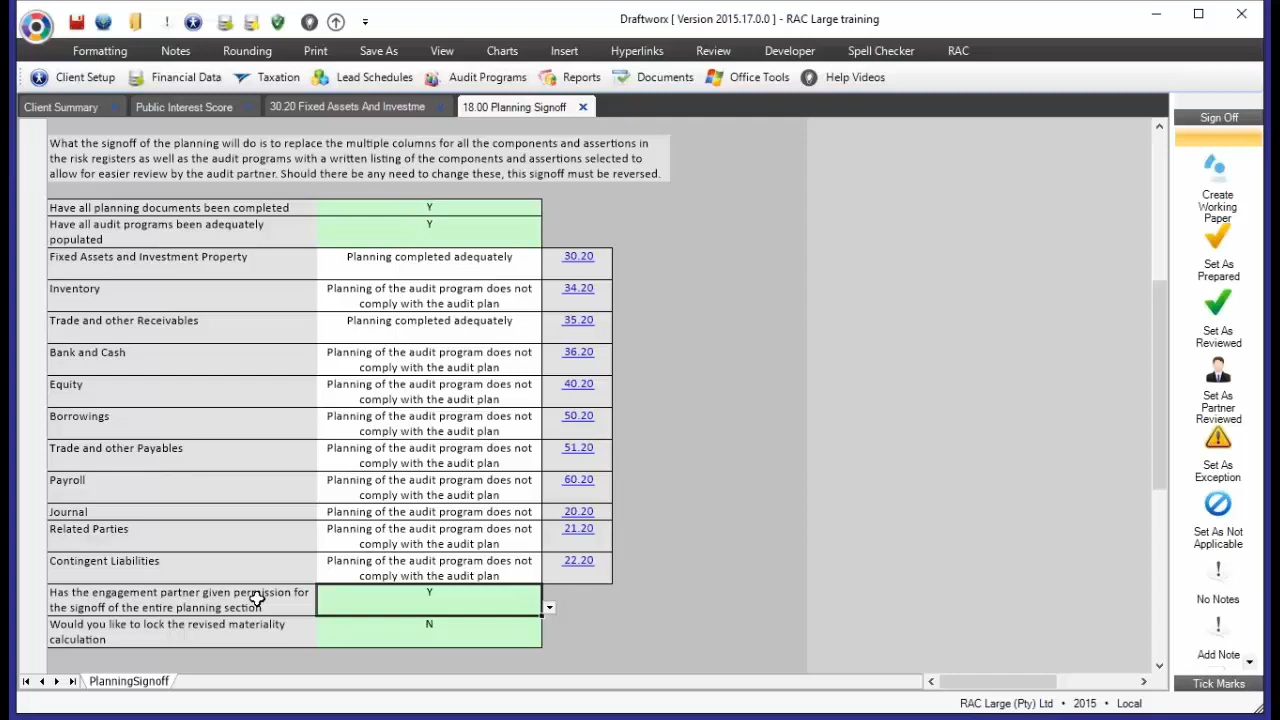 Draftworx [ Version 2015.17.0.0 ] - RAC Large training
Formatting Notes Rounding Print Save As View Charts Insert Hyperlinks Review Developer Spell Checker RAC
Client Setup Financial Data Taxation Lead Schedules Audit Programs Reports Documents Office Tools Help Videos
Client Summary Public Interest Score 30.20 Fixed Assets And Investme 18.00 Planning Signoff
What the signoff of the planning will do is to replace the multiple columns for all the components and assertions in
the risk registers as well as the audit programs with a written listing of the components and assertions selected to
allow for easier review by the audit partner. Should there be any need to change these, this signoff must be reversed.
Have all planning documents been completed Y
Have all audit programs been adequately Y
populated
Fixed Assets and Investment Property Planning completed adequately 30.20
Inventory Planning of the audit program does not 34.20
comply with the audit plan
Trade and other Receivables Planning completed adequately 35.20
Bank and Cash Planning of the audit program does not 36.20
comply with the audit plan
Equity Planning of the audit program does not 40.20
comply with the audit plan
Borrowings Planning of the audit program does not 50.20
comply with the audit plan
Trade and other Payables Planning of the audit program does not 51.20
comply with the audit plan
Payroll Planning of the audit program does not 60.20
comply with the audit plan
Journal Planning of the audit program does not 20.20
Related Parties Planning of the audit program does not 21.20
comply with the audit plan
Contingent Liabilities Planning of the audit program does not 22.20
comply with the audit plan
Has the engagement partner given permission for Y
the signoff of the entire planning section
Would you like to lock the revised materiality N
calculation
PlanningSignoff
Sign Off
Create
Working
Paper
Set As
Prepared
Set As
Reviewed
Set As
Partner
Reviewed
Set As
Exception
Set As Not
Applicable
No Notes
Add Note
Tick Marks
RAC Large (Pty) Ltd • 2015 • Local